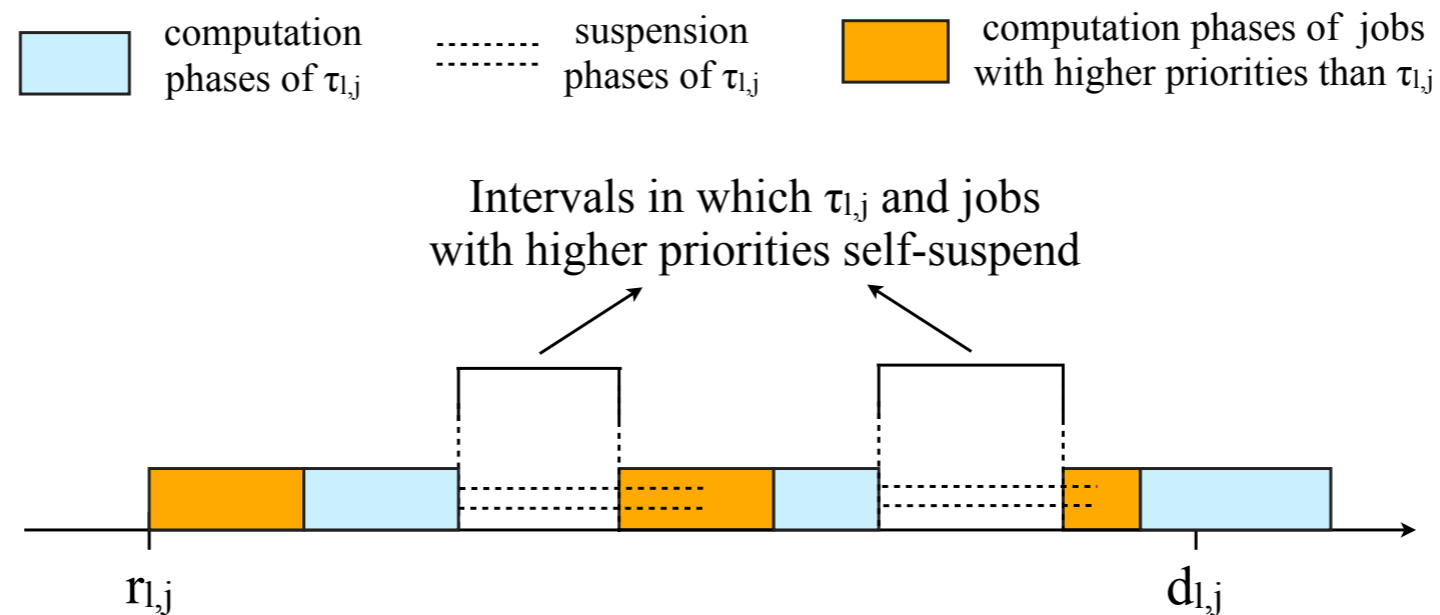 computation
phases of τl,j
suspension
phases of τl,j
computation phases of jobs
with higher priorities than τl,j
Intervals in which τl,j and jobs
with higher priorities self-suspend
rl,j
dl,j